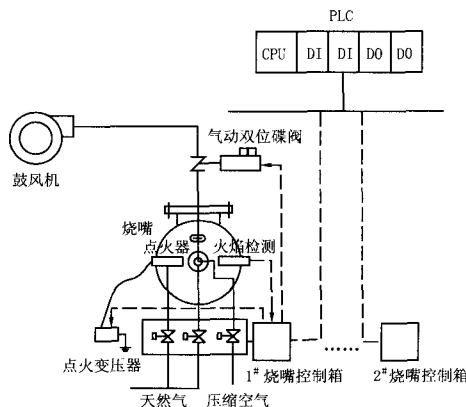 PLC
CPU DI DI DO DO
气动双位碟阀
鼓风机
烧嘴
点火器 火焰检测
点火变压器
1#烧嘴控制箱
......
2#烧嘴控制箱
天然气
压缩空气